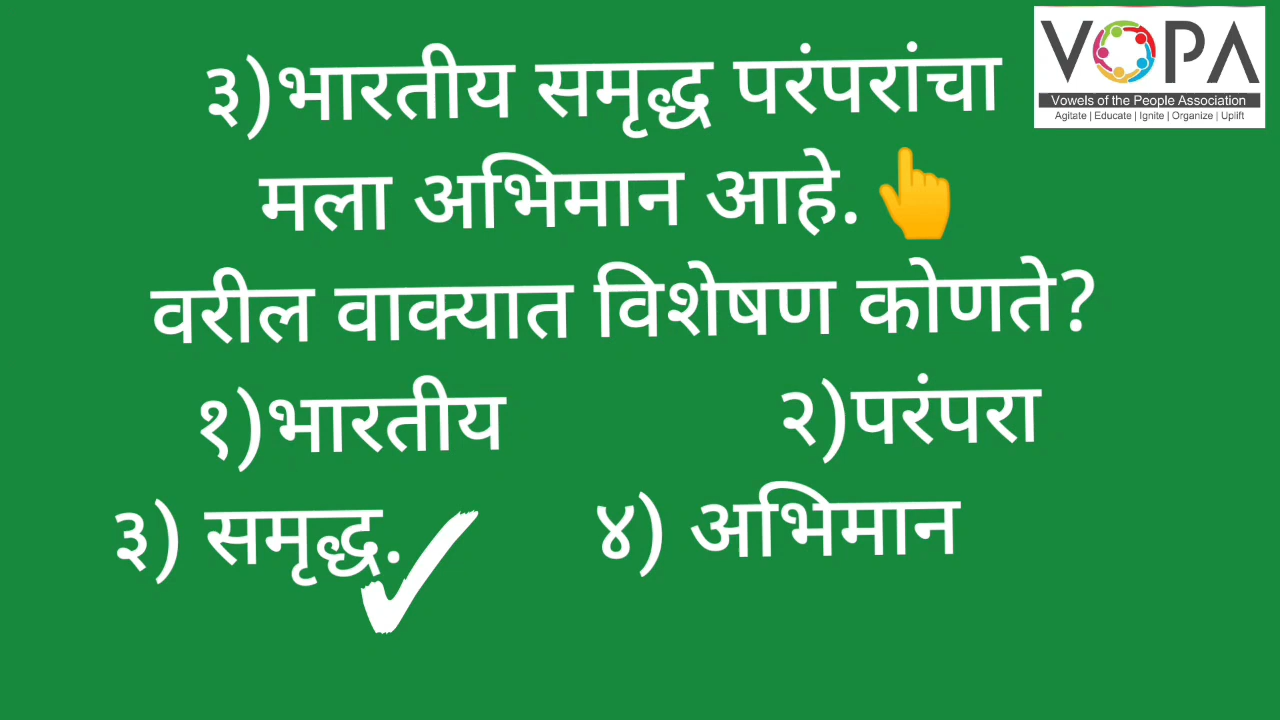 VOPA
Vowels of the People Association
Agitate | Educate | Ignite | Organize | Uplift
३)भारतीय समृद्ध परंपरांचा
मला अभिमान आहे.👆
वरील वाक्यात विशेषण कोणते?
१)भारतीय २)परंपरा
३) समृद्ध. ४) अभिमान